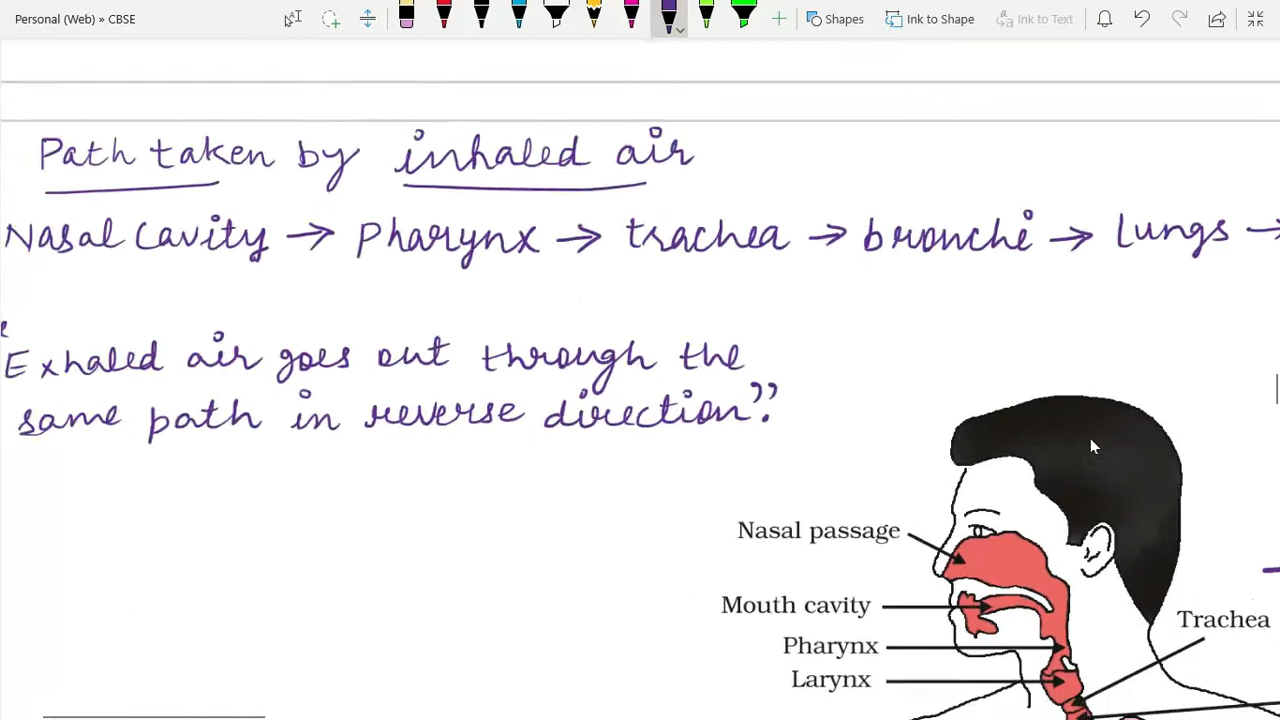 Personal (Web) » CBSE
Shapes
Ink to Shape
Ink to Text
Path taken by inhaled air
Nasal Cavity → Pharynx → trachea → bronchi → Lungs →
Exhaled air goes out through the
same path in reverse direction”.
Nasal passage
Mouth cavity
Trachea
Pharynx
Larynx